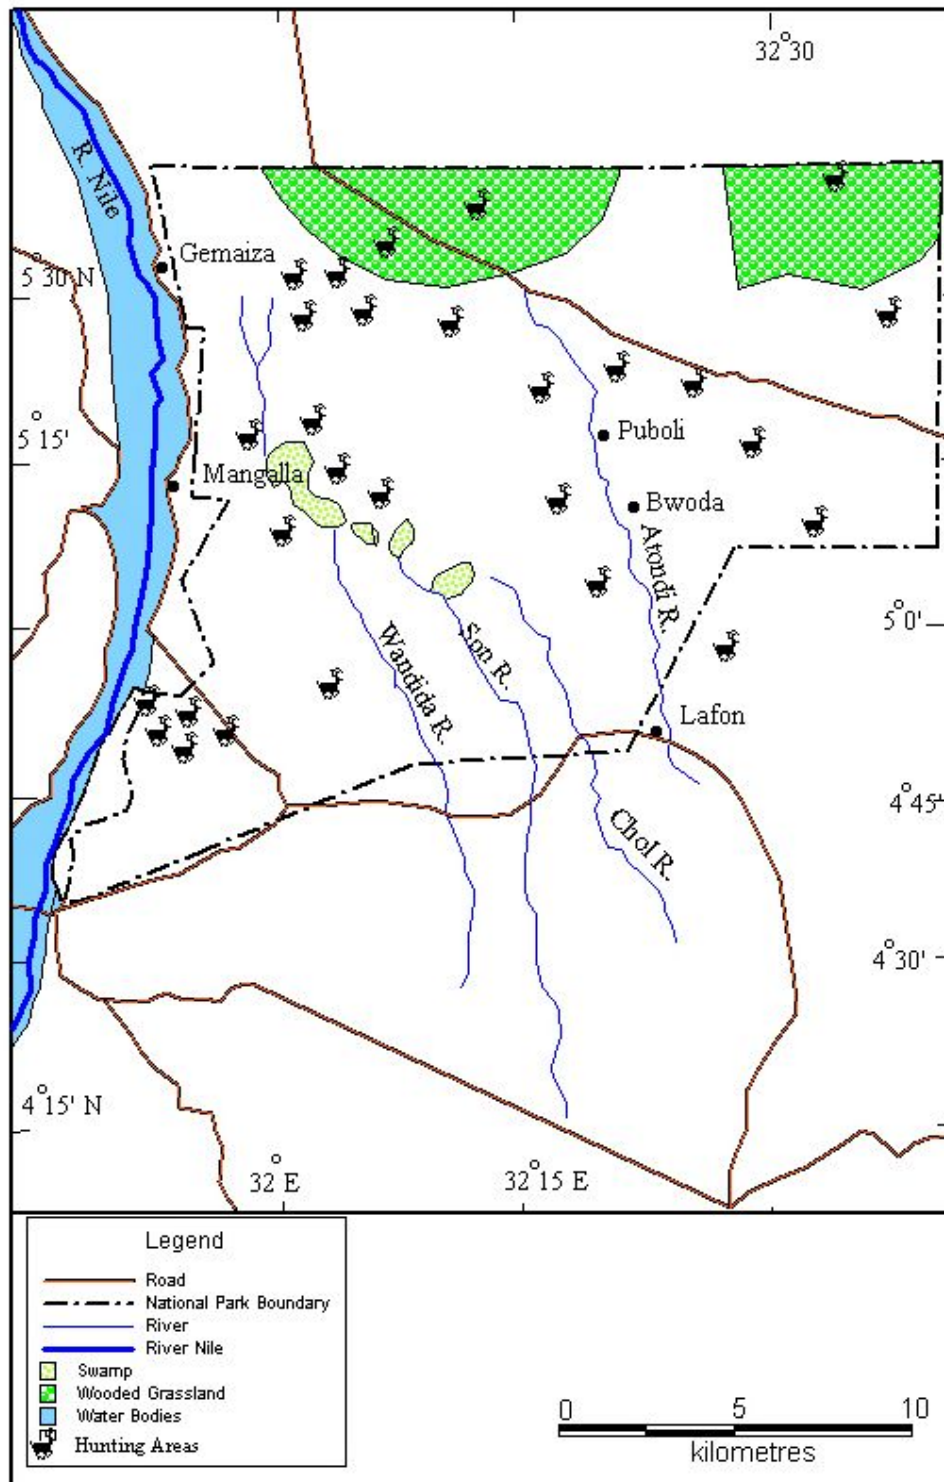 32°30
R. Nile
5°30 N
Gemaiza
5°15'
Puboli
Mangalla
Bwoda
Atondi R.
5°0'
Wandida R.
Son R.
Lafon
4°45'
Chol R.
4°30'
4°15' N
32°E
32°15 E
Legend
Road
National Park Boundary
River
River Nile
Swamp
Wooded Grassland
Water Bodies
Hunting Areas
0 5 10
kilometres